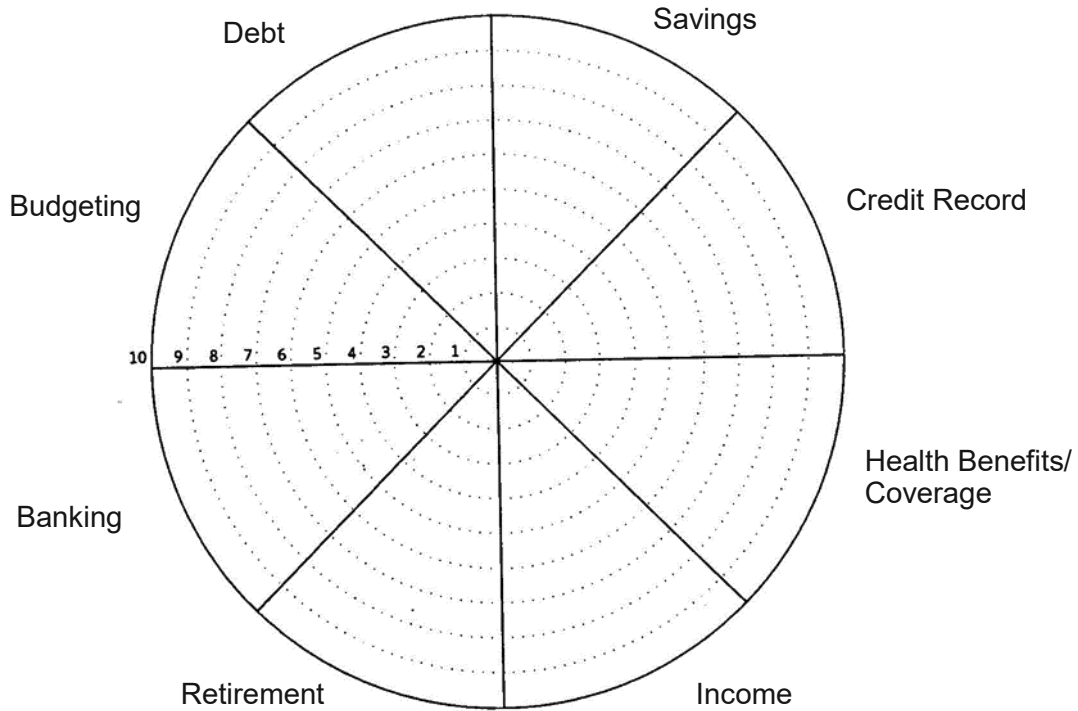 Savings
Debt
Credit Record
Budgeting
10 9 8 7 6 5 4 3 2 1
Health Benefits/
Coverage
Banking
Retirement
Income